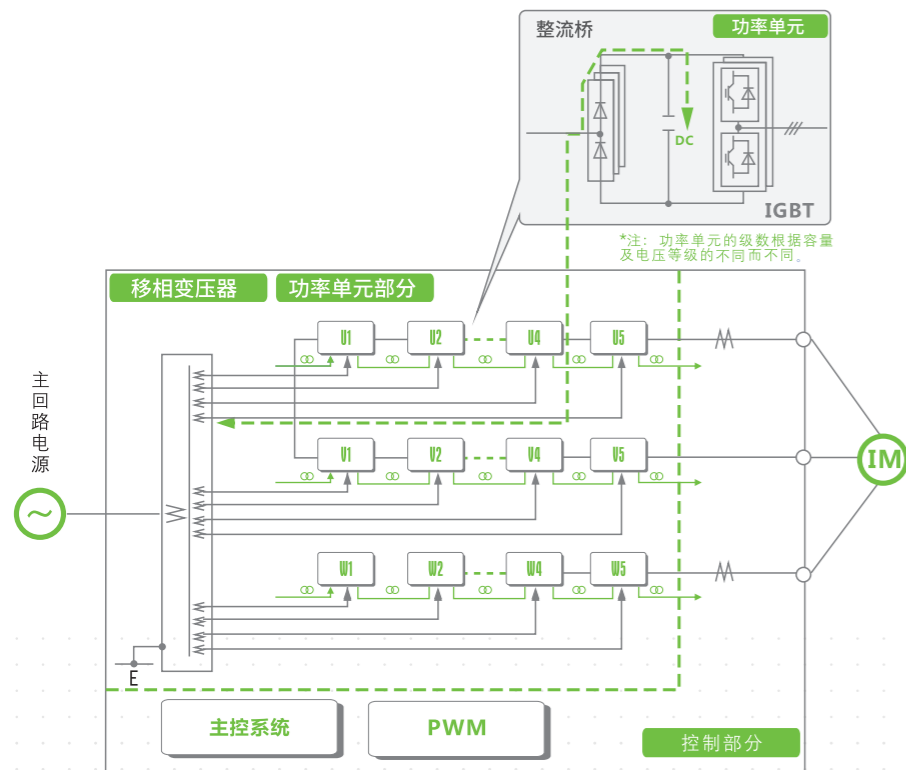 整流桥
功率单元
DC
IGBT
*注：功率单元的级数根据容量
及电压等级的不同而不同。
移相变压器
功率单元部分
U1
U2
U4
U5
主回路电源
V1
V2
V4
V5
IM
~
W1
W2
W4
W5
E
主控系统
PWM
控制部分